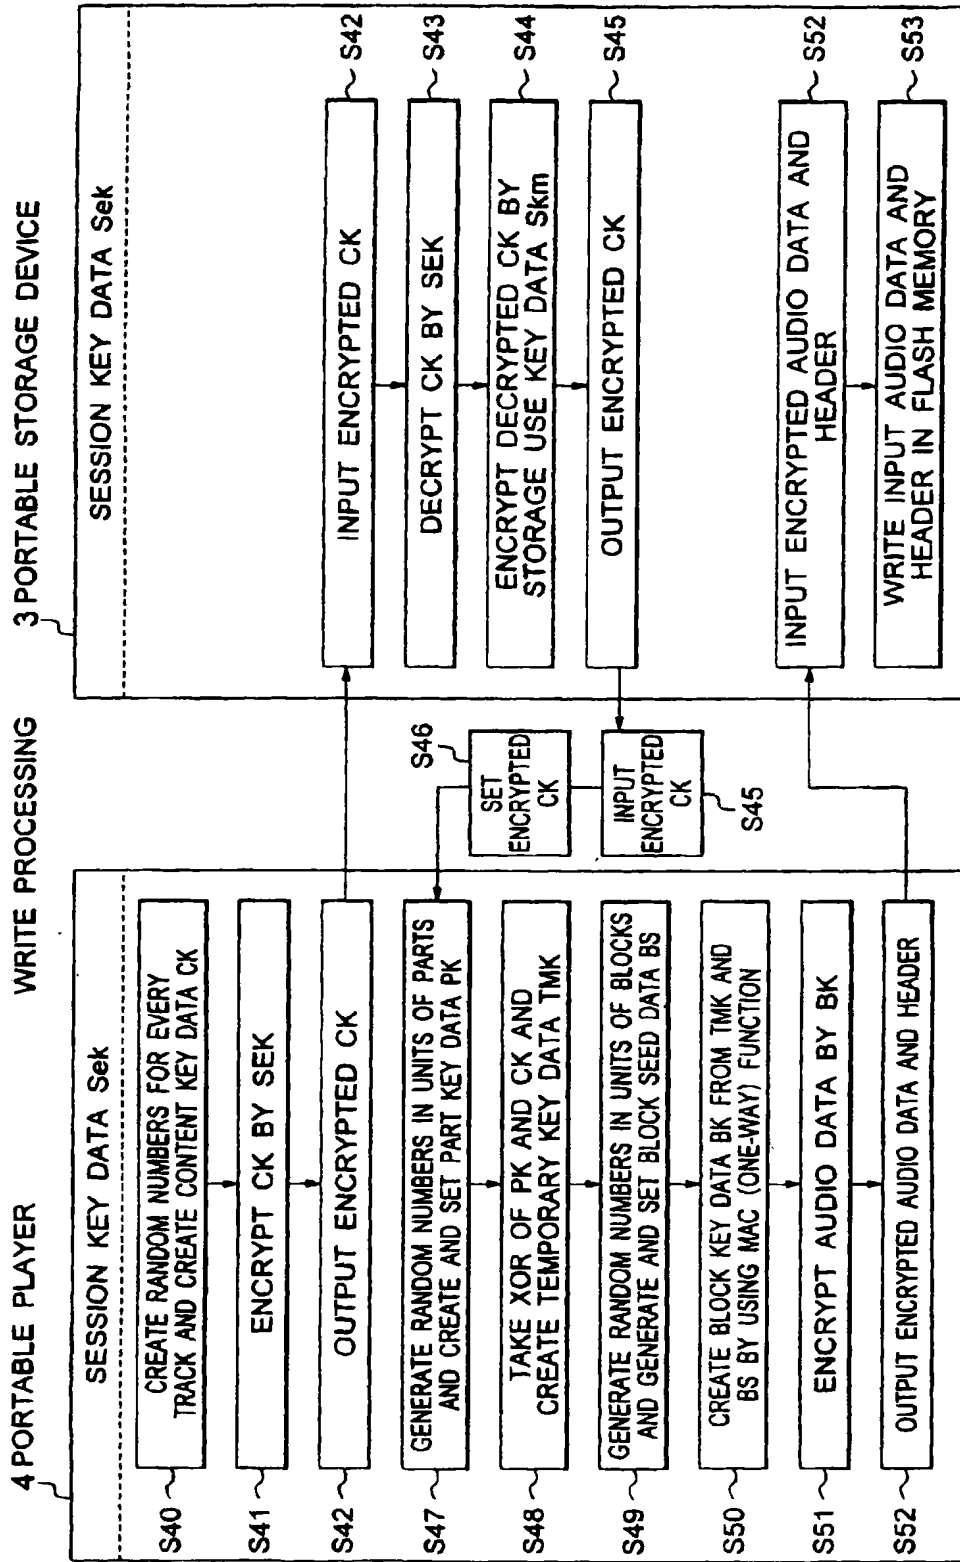 WRITE PROCESSING
4 PORTABLE PLAYER
SESSION KEY DATA Sek
S40
CREATE RANDOM NUMBERS FOR EVERY
TRACK AND CREATE CONTENT KEY DATA CK
S41
ENCRYPT CK BY SEK
S42
OUTPUT ENCRYPTED CK
S47
GENERATE RANDOM NUMBERS IN UNITS OF PARTS
AND CREATE AND SET PART KEY DATA PK
S48
TAKE XOR OF PK AND CK AND
CREATE TEMPORARY KEY DATA TMK
S49
GENERATE RANDOM NUMBERS IN UNITS OF BLOCKS
AND GENERATE AND SET BLOCK SEED DATA BS
S50
CREATE BLOCK KEY DATA BK FROM TMK AND
BS BY USING MAC (ONE-WAY) FUNCTION
S51
ENCRYPT AUDIO DATA BY BK
S52
OUTPUT ENCRYPTED AUDIO DATA AND HEADER
S46
SET
ENCRYPTED
CK
INPUT
ENCRYPTED
CK
S45
3 PORTABLE STORAGE DEVICE
SESSION KEY DATA Sek
INPUT ENCRYPTED CK
S42
DECRYPT CK BY SEK
S43
ENCRYPT DECRYPTED CK BY
STORAGE USE KEY DATA Skm
S44
OUTPUT ENCRYPTED CK
S45
INPUT ENCRYPTED AUDIO DATA AND
HEADER
S52
WRITE INPUT AUDIO DATA AND
HEADER IN FLASH MEMORY
S53